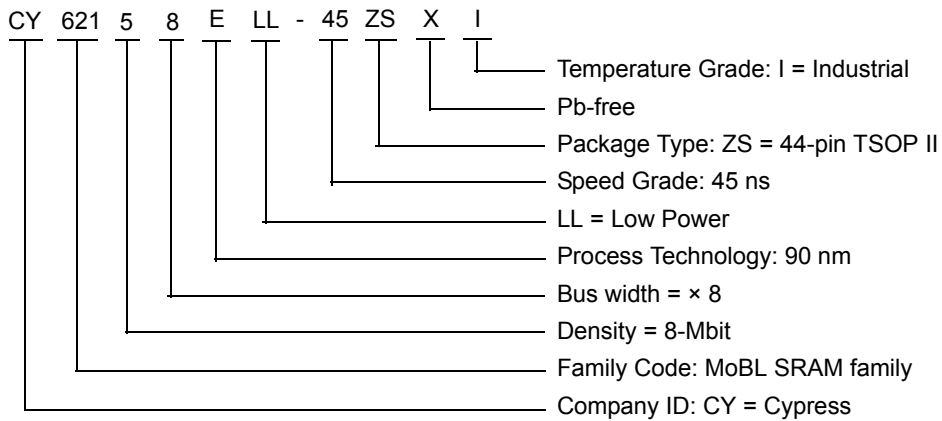 CY 621 5 8 E LL - 45 ZS X I
Temperature Grade: I = Industrial
Pb-free
Package Type: ZS = 44-pin TSOP II
Speed Grade: 45 ns
LL = Low Power
Process Technology: 90 nm
Bus width = × 8
Density = 8-Mbit
Family Code: MoBL SRAM family
Company ID: CY = Cypress